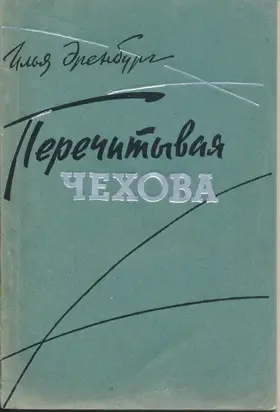 Илья Эренбург
Перечитывая
ЧЕХОВА